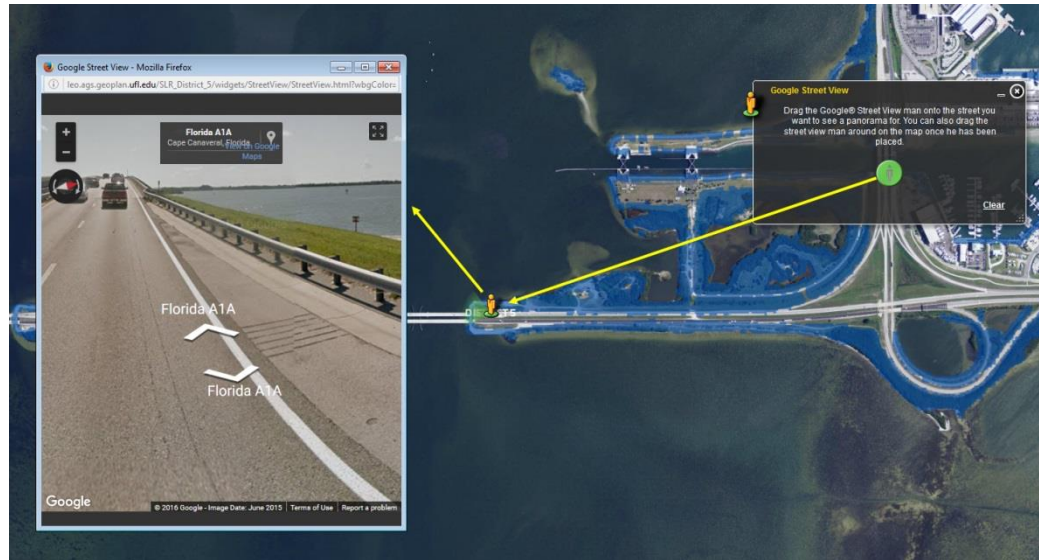 Google Street View - Mozilla Firefox
leo.ags.geoplan.ufl.edu/SLR_District_5/widgets/StreetView/StreetView.html?wbgColor=
Florida A1A
Cape Canaveral, Florida
View on Google
Maps
Florida A1A
Florida A1A
Google
© 2016 Google - Image Date: June 2015 Terms of Use Report a problem
Google Street View
Drag the Google® Street View man onto the street you
want to see a panorama for. You can also drag the
street view man around on the map once he has been
placed.
Clear